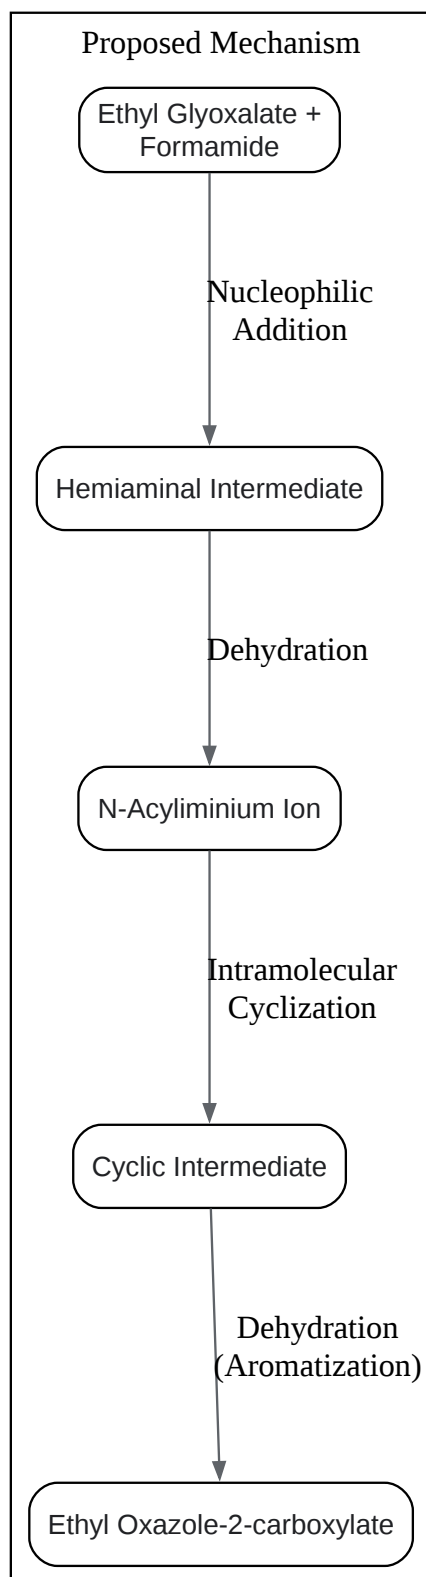 Proposed Mechanism
Ethyl Glyoxalate +
Formamide
Nucleophilic
Addition
Hemiaminal Intermediate
Dehydration
N-Acyliminium Ion
Intramolecular
Cyclization
Cyclic Intermediate
Dehydration
(Aromatization)
Ethyl Oxazole-2-carboxylate